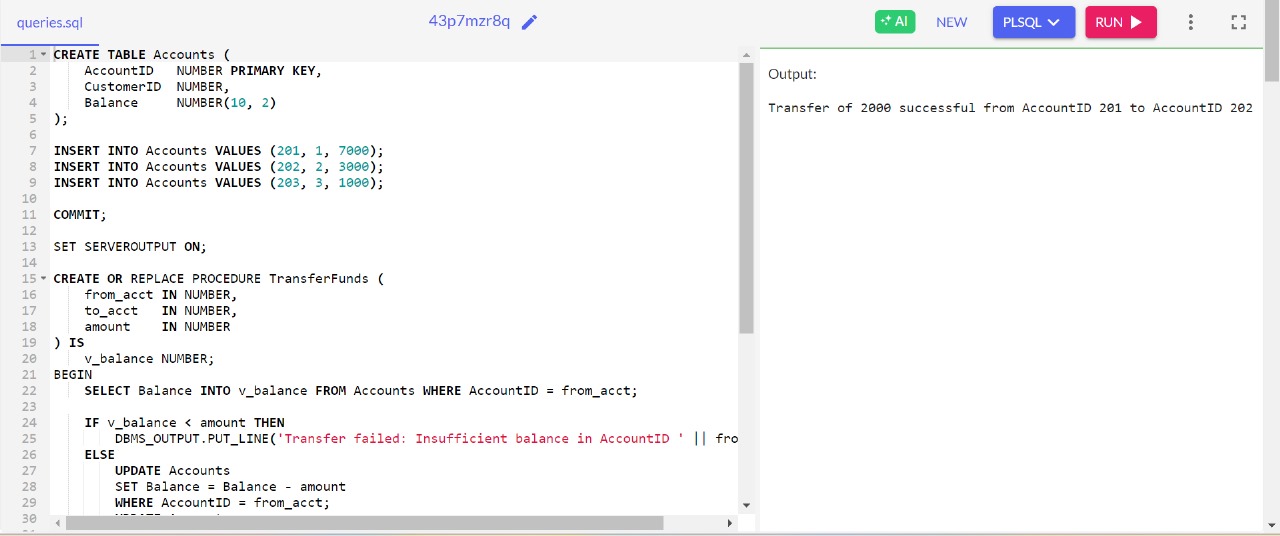 queries.sql
43p7mzr8q
AI
NEW
PLSQL
RUN
1 CREATE TABLE Accounts (
2     AccountID   NUMBER PRIMARY KEY,
3     CustomerID  NUMBER,
4     Balance     NUMBER(10, 2)
5 );
6
7 INSERT INTO Accounts VALUES (201, 1, 7000);
8 INSERT INTO Accounts VALUES (202, 2, 3000);
9 INSERT INTO Accounts VALUES (203, 3, 1000);
10
11 COMMIT;
12
13 SET SERVEROUTPUT ON;
14
15 CREATE OR REPLACE PROCEDURE TransferFunds (
16     from_acct IN NUMBER,
17     to_acct   IN NUMBER,
18     amount    IN NUMBER
19 ) IS
20     v_balance NUMBER;
21 BEGIN
22     SELECT Balance INTO v_balance FROM Accounts WHERE AccountID = from_acct;
23
24     IF v_balance < amount THEN
25         DBMS_OUTPUT.PUT_LINE('Transfer failed: Insufficient balance in AccountID ' || fro
26     ELSE
27         UPDATE Accounts
28         SET Balance = Balance - amount
29         WHERE AccountID = from_acct;
30
Output:
Transfer of 2000 successful from AccountID 201 to AccountID 202